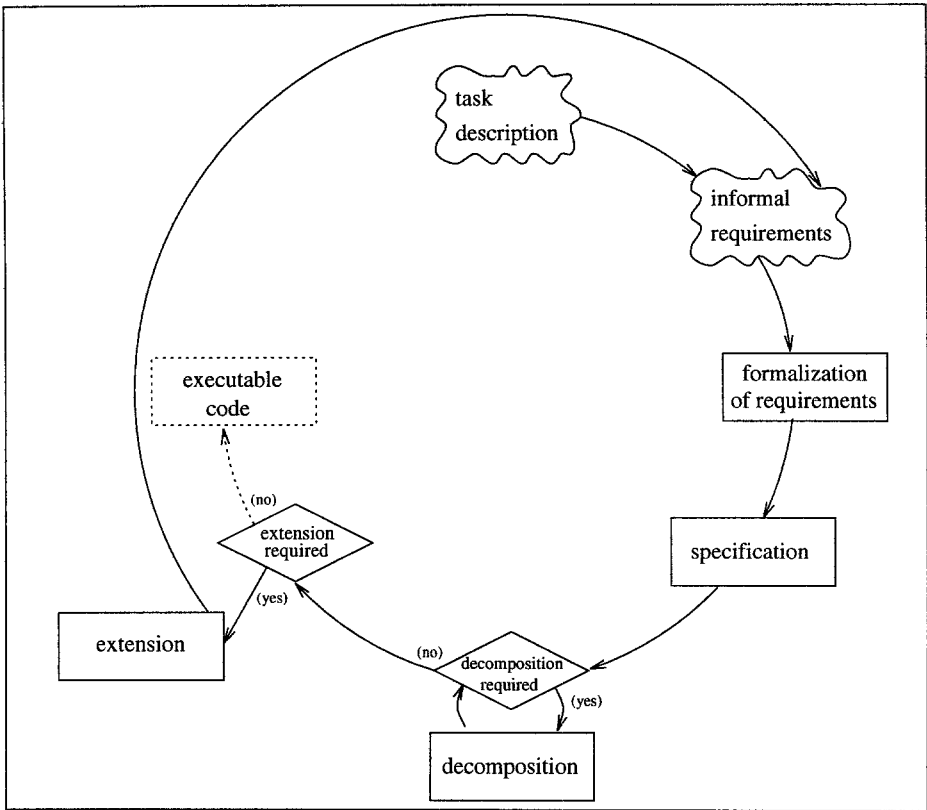 task
description
informal
requirements
formalization
of requirements
executable
code
(no)
extension
required
(yes)
specification
extension
(no)
decomposition
required
(yes)
decomposition